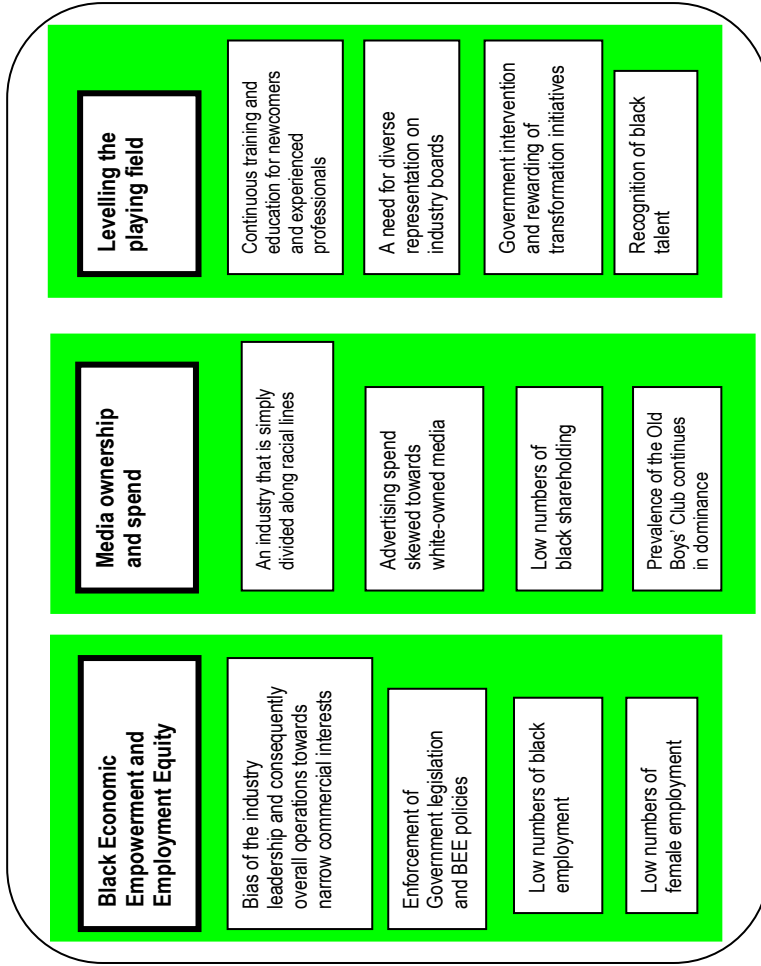 Black Economic
Empowerment and
Employment Equity
Bias of the industry
leadership and consequently
overall operations towards
narrow commercial interests
Enforcement of
Government legislation
and BEE policies
Low numbers of black
employment
Low numbers of
female employment
Media ownership
and spend
An industry that is simply
divided along racial lines
Advertising spend
skewed towards
white-owned media
Low numbers of
black shareholding
Prevalence of the Old
Boys’ Club continues
in dominance
Levelling the
playing field
Continuous training and
education for newcomers
and experienced
professionals
A need for diverse
representation on
industry boards
Government intervention
and rewarding of
transformation initiatives
Recognition of black
talent